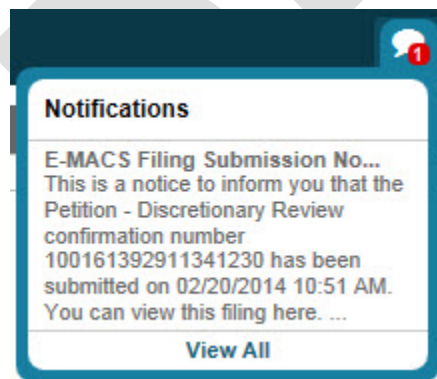 1
Notifications
E-MACS Filing Submission No...
This is a notice to inform you that the
Petition - Discretionary Review
confirmation number
100161392911341230 has been
submitted on 02/20/2014 10:51 AM.
You can view this filing here. ...
View All